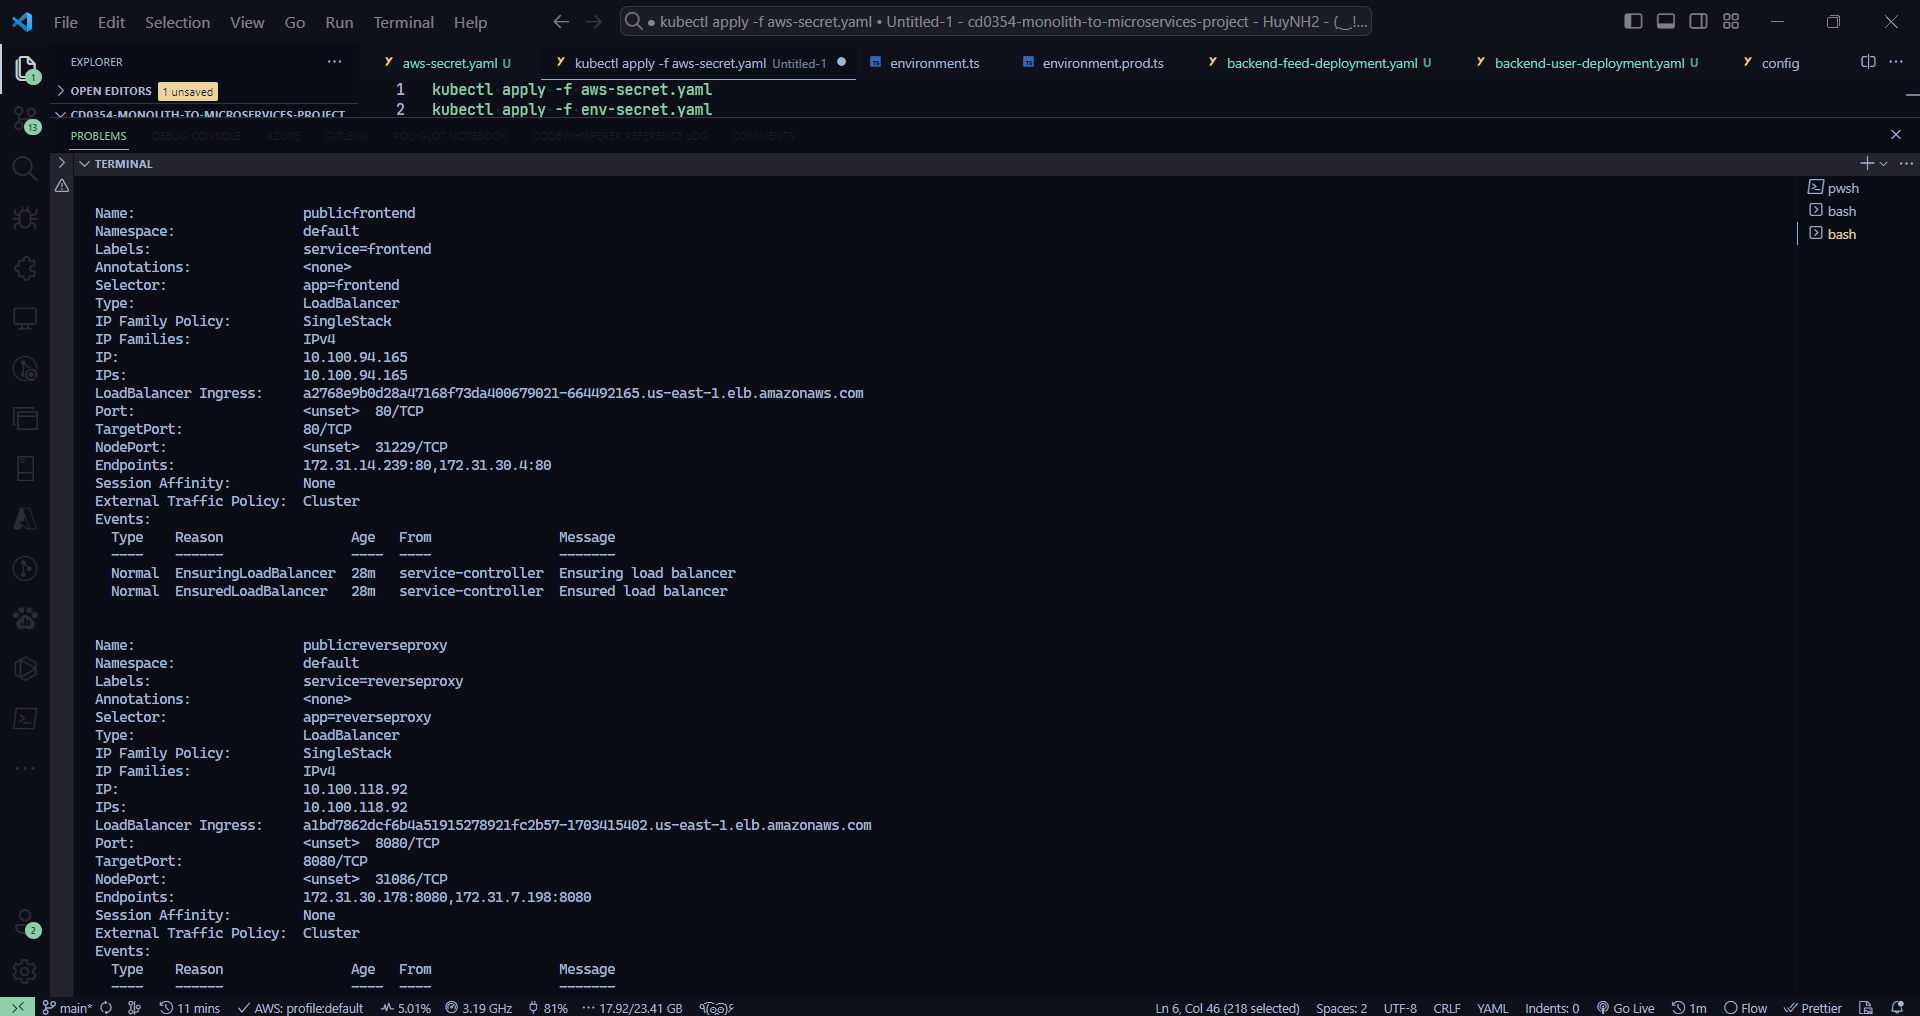 File Edit Selection View Go Run Terminal Help
● kubectl apply -f aws-secret.yaml • Untitled-1 - cd0354-monolith-to-microservices-project - HuyNH2 - (‿!...
EXPLORER
aws-secret.yaml U
kubectl apply -f aws-secret.yaml Untitled-1
environment.ts
environment.prod.ts
backend-feed-deployment.yaml U
backend-user-deployment.yaml U
config
OPEN EDITORS 1 unsaved
CD0354-MONOLITH-TO-MICROSERVICES-PROJECT
1 kubectl apply -f aws-secret.yaml
2 kubectl apply -f env-secret.yaml
PROBLEMS DEBUG CONSOLE AZURE GITLENS POLYGLOT NOTEBOOK CODEWHISPERER REFERENCE LOG COMMENTS
TERMINAL
pwsh
bash
bash
Name: publicfrontend
Namespace: default
Labels: service=frontend
Annotations: <none>
Selector: app=frontend
Type: LoadBalancer
IP Family Policy: SingleStack
IP Families: IPv4
IP: 10.100.94.165
IPs: 10.100.94.165
LoadBalancer Ingress: a2768e9b0d28a47168f73da400679021-664492165.us-east-1.elb.amazonaws.com
Port: <unset> 80/TCP
TargetPort: 80/TCP
NodePort: <unset> 31229/TCP
Endpoints: 172.31.14.239:80,172.31.30.4:80
Session Affinity: None
External Traffic Policy: Cluster
Events:
Type Reason Age From Message
---- ------ ---- ---- -------
Normal EnsuringLoadBalancer 28m service-controller Ensuring load balancer
Normal EnsuredLoadBalancer 28m service-controller Ensured load balancer
Name: publicreverseproxy
Namespace: default
Labels: service=reverseproxy
Annotations: <none>
Selector: app=reverseproxy
Type: LoadBalancer
IP Family Policy: SingleStack
IP Families: IPv4
IP: 10.100.118.92
IPs: 10.100.118.92
LoadBalancer Ingress: a1bd7862dcf6b4a51915278921fc2b57-1703415402.us-east-1.elb.amazonaws.com
Port: <unset> 8080/TCP
TargetPort: 8080/TCP
NodePort: <unset> 31086/TCP
Endpoints: 172.31.30.178:8080,172.31.7.198:8080
Session Affinity: None
External Traffic Policy: Cluster
Events:
Type Reason Age From Message
---- ------ ---- ---- -------
1
13
2
main* 11 mins AWS: profile:default 5.01% 3.19 GHz 81% 17.92/23.41 GB
Ln 6, Col 46 (218 selected) Spaces: 2 UTF-8 CRLF YAML Indents: 0 Go Live 1m Flow Prettier